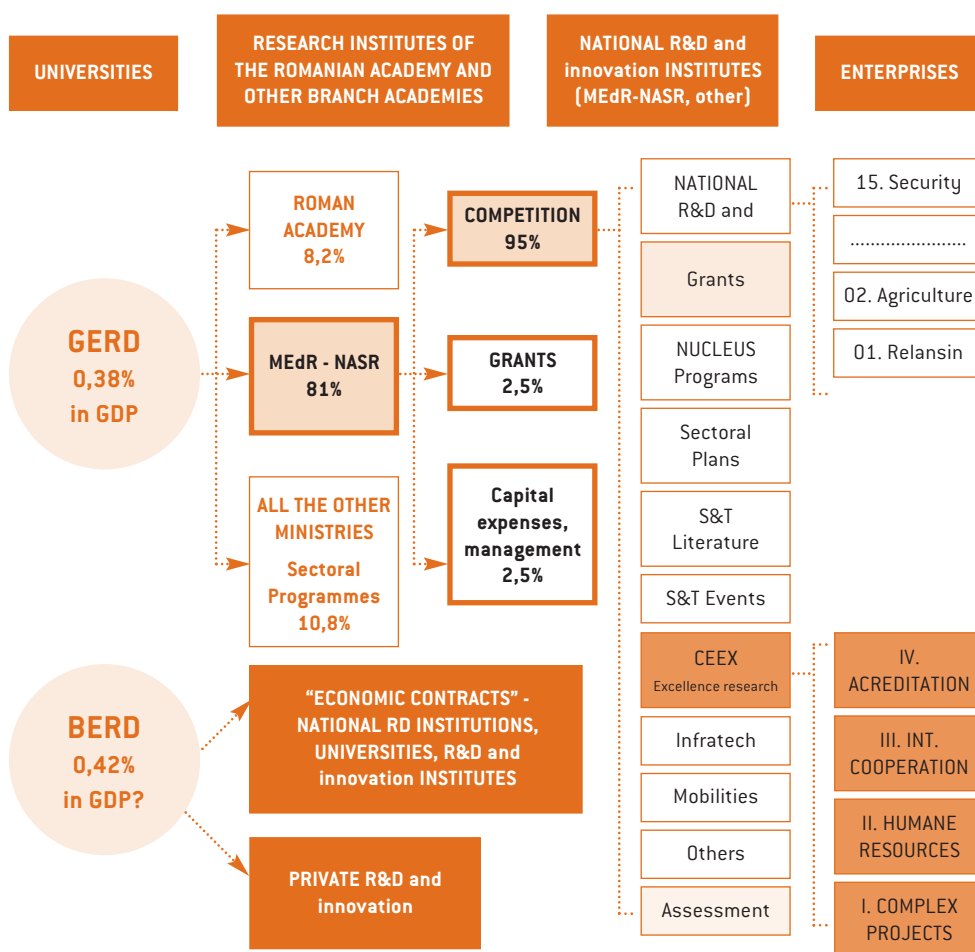 UNIVERSITIES
RESEARCH INSTITUTES OF
THE ROMANIAN ACADEMY AND
OTHER BRANCH ACADEMIES
NATIONAL R&D and
innovation INSTITUTES
(MEdR-NASR, other)
ENTERPRISES
GERD
0,38%
in GDP
ROMAN
ACADEMY
8,2%
MEdR - NASR
81%
ALL THE OTHER
MINISTRIES
Sectoral
Programmes
10,8%
COMPETITION
95%
GRANTS
2,5%
Capital
expenses,
management
2,5%
NATIONAL
R&D and
Grants
NUCLEUS
Programs
Sectoral
Plans
S&T
Literature
S&T Events
CEEX
Excellence research
Infratech
Mobilities
Others
Assessment
15. Security
.......................
02. Agriculture
01. Relansin
IV.
ACREDITATION
III. INT.
COOPERATION
II. HUMANE
RESOURCES
I. COMPLEX
PROJECTS
BERD
0,42%
in GDP?
“ECONOMIC CONTRACTS” -
NATIONAL RD INSTITUTIONS,
UNIVERSITIES, R&D and
innovation INSTITUTES
PRIVATE R&D and
innovation